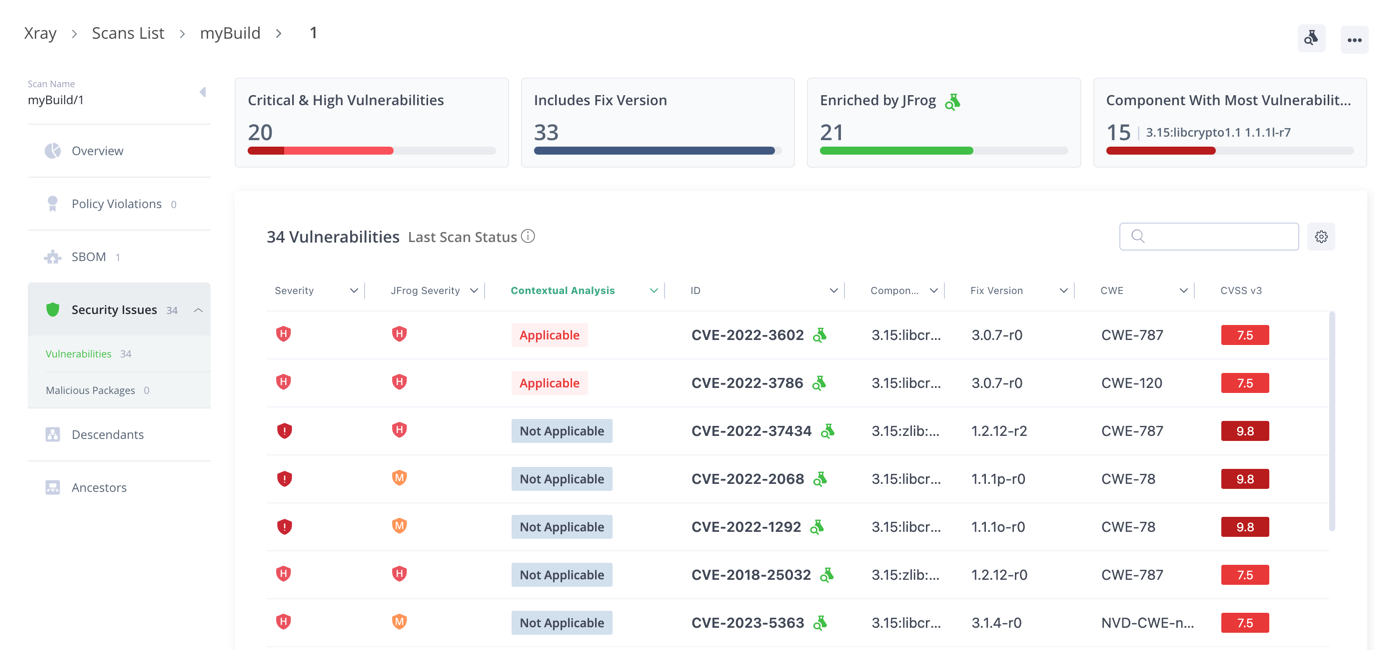 Xray > Scans List > myBuild > 1
Scan Name
myBuild/1
Overview
Policy Violations 0
SBOM 1
Security Issues 34
Vulnerabilities 34
Malicious Packages 0
Descendants
Ancestors
Critical & High Vulnerabilities
20
Includes Fix Version
33
Enriched by JFrog
21
Component With Most Vulnerabilit...
15 | 3.15:libcrypto1.1 1.1.1l-r7
34 Vulnerabilities Last Scan Status
Severity JFrog Severity Contextual Analysis ID Compon... Fix Version CWE CVSS v3
H H Applicable CVE-2022-3602 3.15:libcr... 3.0.7-r0 CWE-787 7.5
H H Applicable CVE-2022-3786 3.15:libcr... 3.0.7-r0 CWE-120 7.5
! H Not Applicable CVE-2022-37434 3.15:zlib:... 1.2.12-r2 CWE-787 9.8
! M Not Applicable CVE-2022-2068 3.15:libcr... 1.1.1p-r0 CWE-78 9.8
! M Not Applicable CVE-2022-1292 3.15:libcr... 1.1.1o-r0 CWE-78 9.8
H H Not Applicable CVE-2018-25032 3.15:zlib:... 1.2.12-r0 CWE-787 7.5
H M Not Applicable CVE-2023-5363 3.15:libcr... 3.1.4-r0 NVD-CWE-n... 7.5